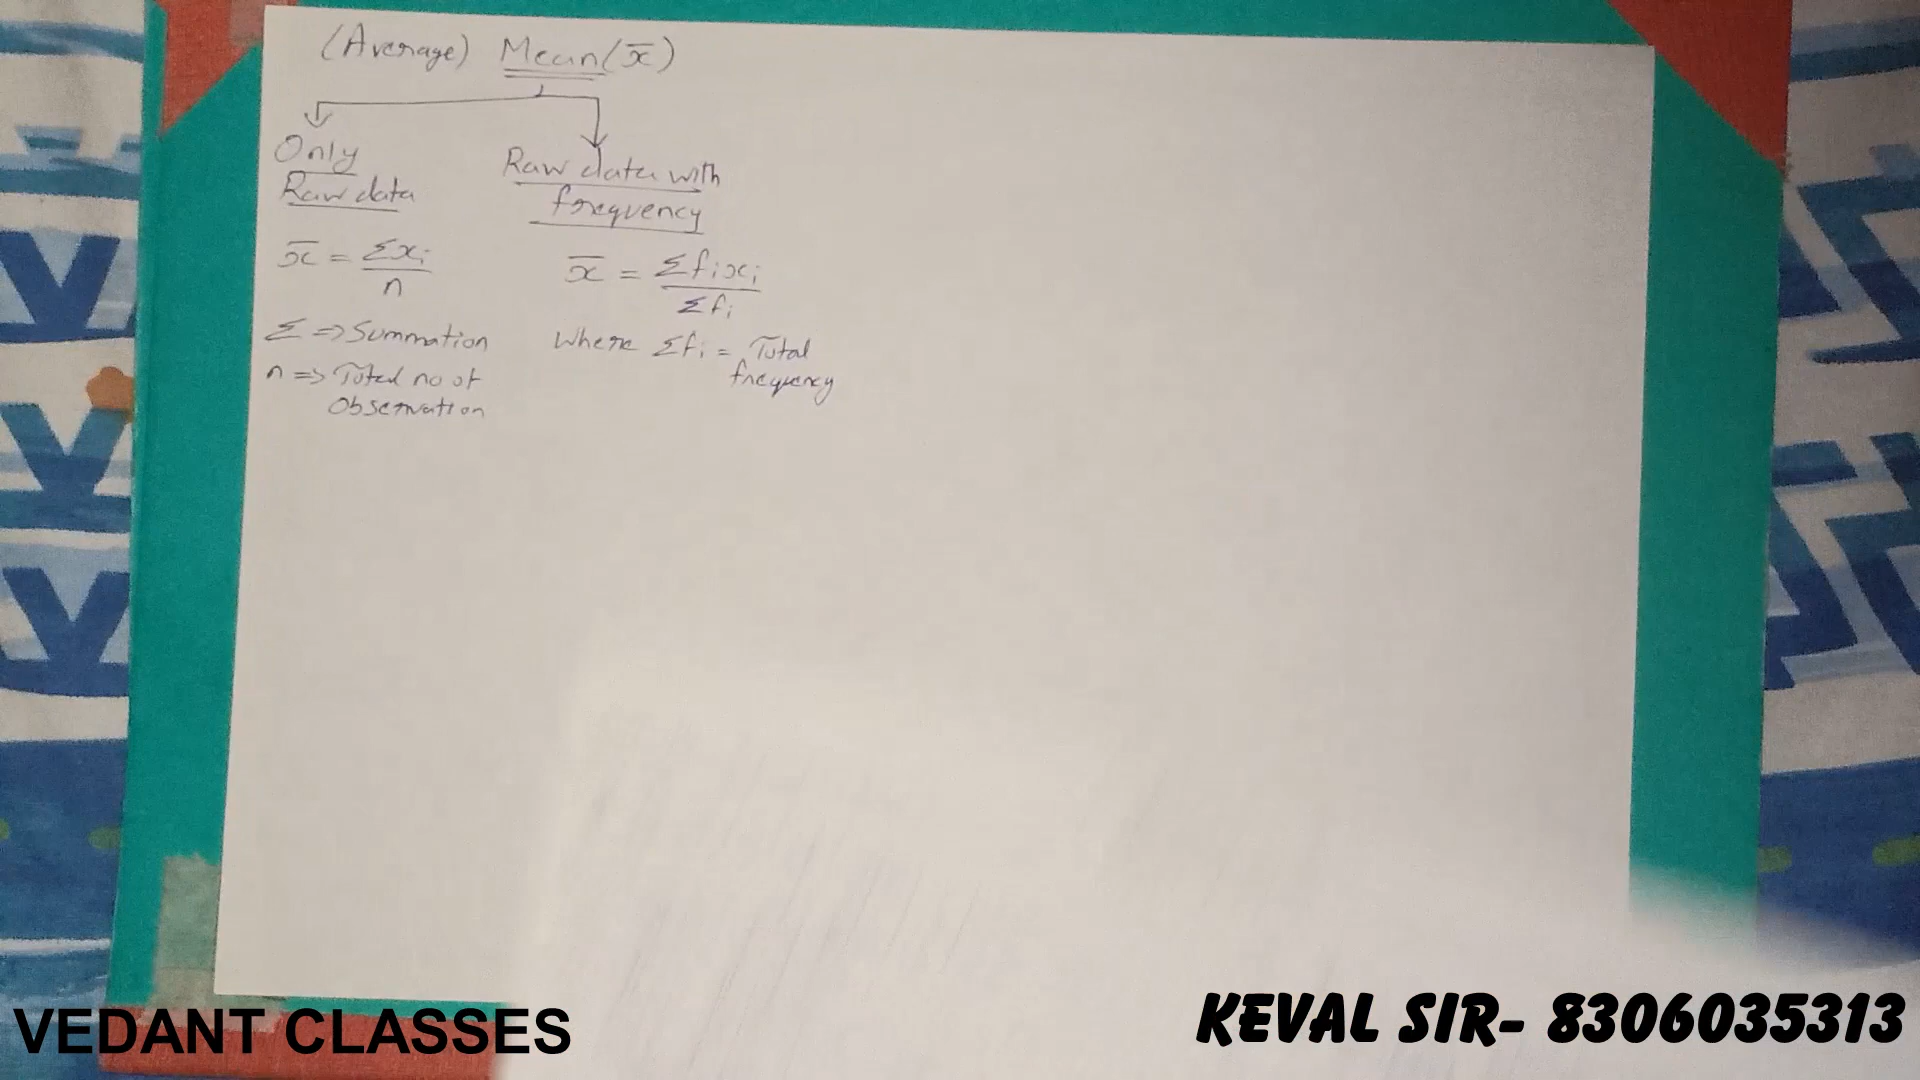 (Average) Mean (x̄)
Only
Raw data
x̄ = Σxi / n
Σ => Summation
n => Total no of
Observation
Raw data with
frequency
x̄ = Σfixi / Σfi
Where Σfi = Total
frequency
VEDANT CLASSES
KEVAL SIR- 8306035313